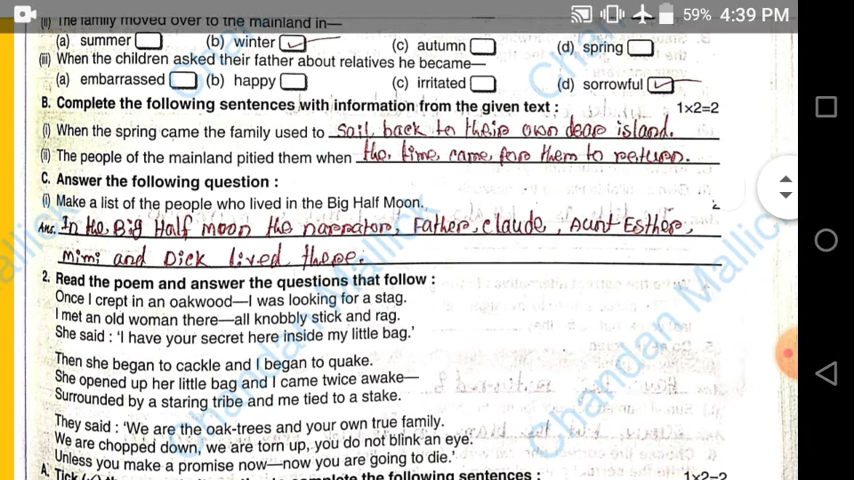 59% 4:39 PM
(ii) The family moved over to the mainland in—
(a) summer (b) winter (c) autumn (d) spring
(iii) When the children asked their father about relatives he became—
(a) embarrassed (b) happy (c) irritated (d) sorrowful
B. Complete the following sentences with information from the given text : 1×2=2
(i) When the spring came the family used to sail back to their own dear island.
(ii) The people of the mainland pitied them when the time came for them to return.
C. Answer the following question :
(i) Make a list of the people who lived in the Big Half Moon. 2
Ans. In the Big Half moon the narrator, Father, Claude, Aunt Esther,
Mimi and Dick lived there.
2. Read the poem and answer the questions that follow :
Once I crept in an oakwood—I was looking for a stag.
I met an old woman there—all knobbly stick and rag.
She said : 'I have your secret here inside my little bag.'
Then she began to cackle and I began to quake.
She opened up her little bag and I came twice awake—
Surrounded by a staring tribe and me tied to a stake.
They said : 'We are the oak-trees and your own true family.
We are chopped down, we are torn up, you do not blink an eye.
Unless you make a promise now—now you are going to die.'
A. Tick (✓) the complete the following sentences : 1×2=2
Chandan Mallick